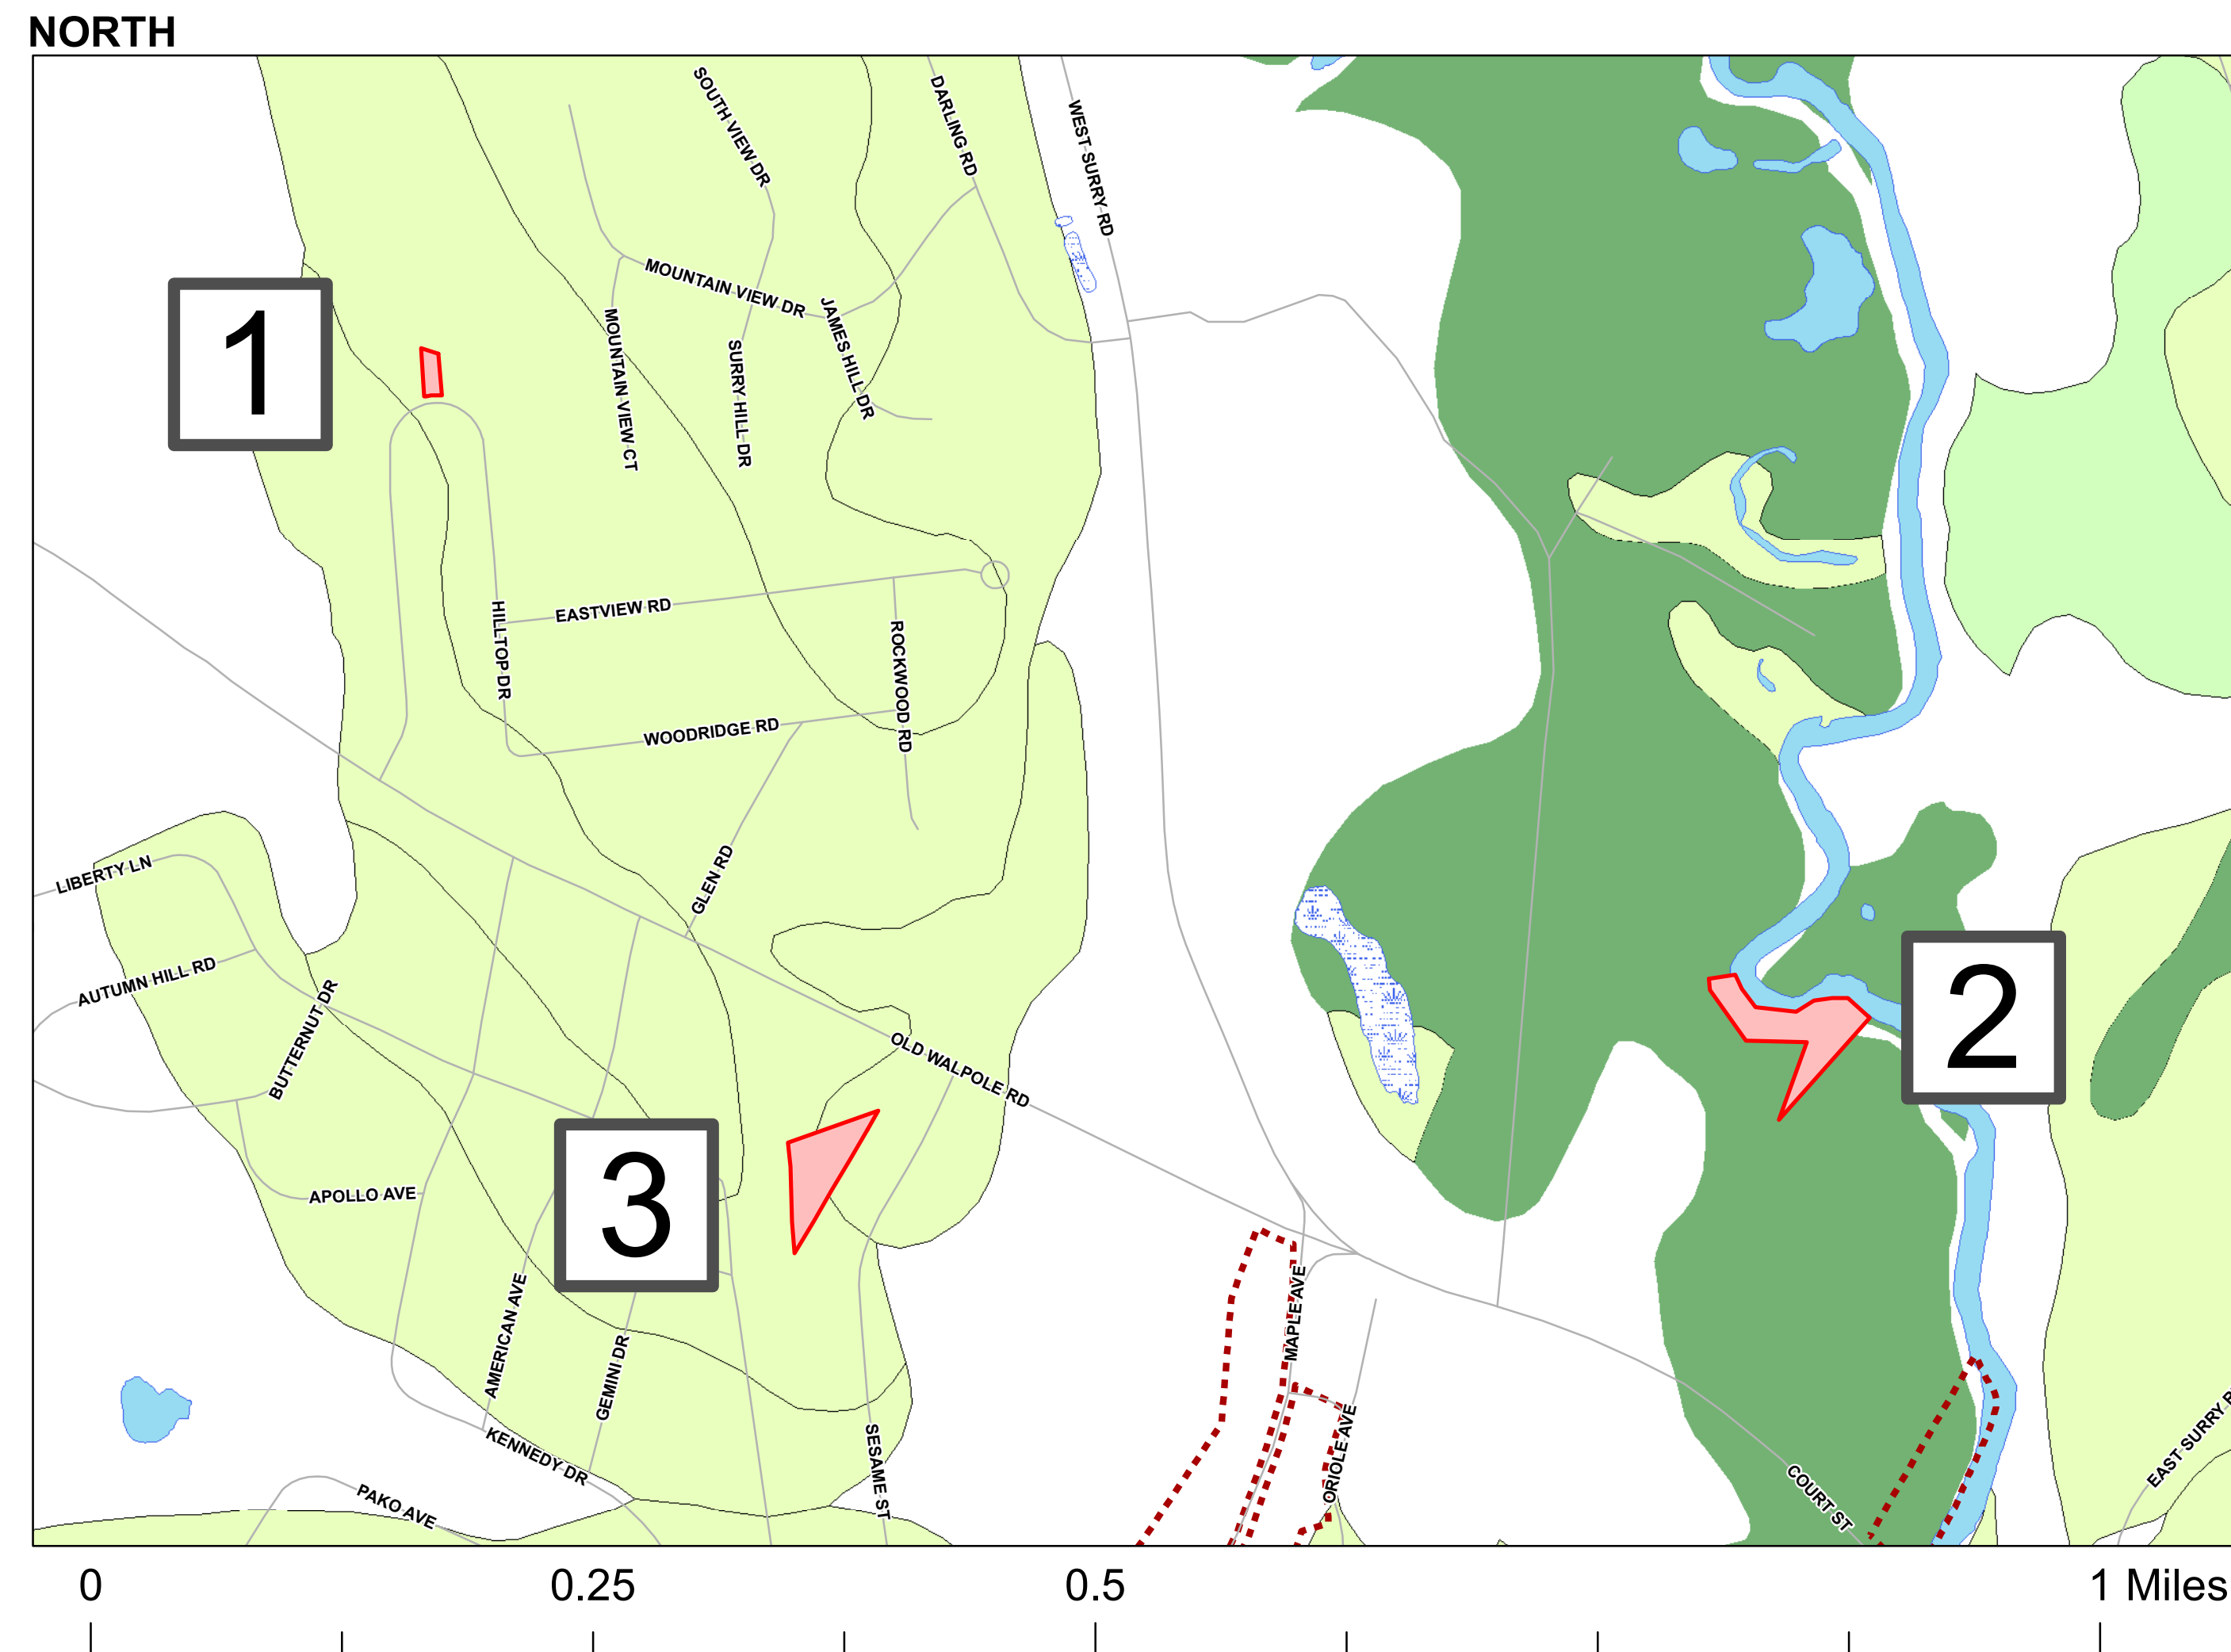 NORTH
SOUTH VIEW DR
DARLING RD
WEST SURRY RD
MOUNTAIN VIEW DR
JAMES HILL DR
MOUNTAIN VIEW CT
SURRY HILL DR
1
EASTVIEW RD
HILLTOP DR
ROCKWOOD RD
WOODRIDGE RD
GLEN RD
LIBERTY LN
AUTUMN HILL RD
BUTTERNUT DR
OLD WALPOLE RD
2
APOLLO AVE
3
AMERICAN AVE
GEMINI DR
MAPLE AVE
KENNEDY DR
SESAME ST
ORIOLE AVE
PAKO AVE
COURT ST
EAST SURRY
0
0.25
0.5
1 Miles